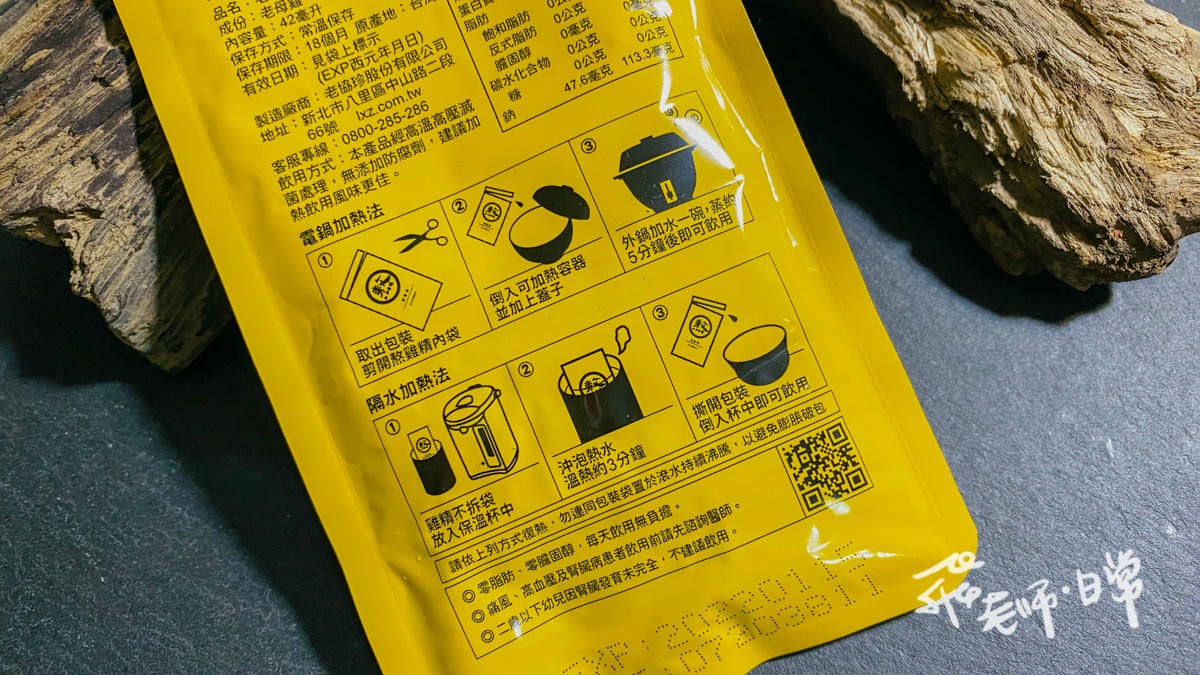 成份：老母雞
內容量：42毫升
保存方式：常溫保存
保存期限：18個月 原產地：台灣
有效日期：見袋上標示
(EXP西元年月日)
製造廠商：老協珍股份有限公司
地址：新北市八里區中山路二段
66號 lxz.com.tw
客服專線：0800-285-286
飲用方式：本產品經高溫高壓滅
菌處理，無添加防腐劑，建議加
熱飲用風味更佳。
脂肪 0公克
飽和脂肪 0公克 0公克
反式脂肪 0公克 0公克
膽固醇 0毫克
碳水化合物 0公克 0公克
糖 0公克 0公克
鈉 47.6毫克 113.3毫克
電鍋加熱法
①
取出包裝
剪開熬雞精內袋
②
倒入可加熱容器
並加上蓋子
③
外鍋加水一碗，蒸約
5分鐘後即可飲用
隔水加熱法
①
雞精不拆袋
放入保溫杯中
②
沖泡熱水
溫熱約3分鐘
③
撕開包裝
倒入杯中即可飲用
請依上列方式復熱，勿連同包裝袋置於滾水持續沸騰，以避免膨脹破包
◎ 零脂肪、零膽固醇，每天飲用無負擔。
◎ 痛風、高血壓及腎臟病患者飲用前請先諮詢醫師。
◎ 二歲以下幼兒因腎臟發育未完全，不建議飲用。
老師·日常